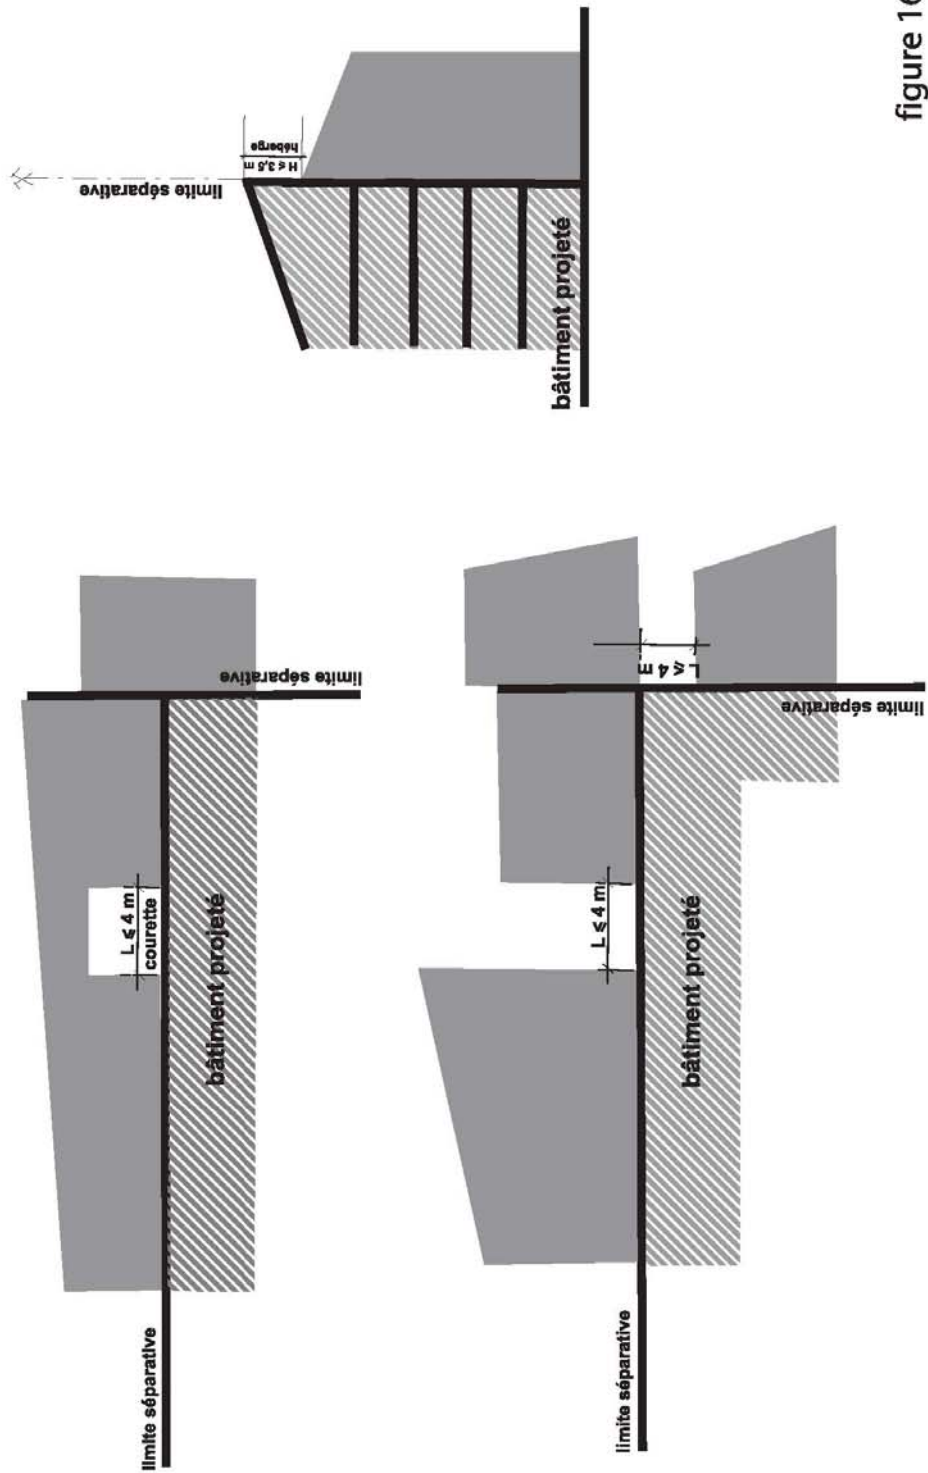 limite séparative
H ≤ 3,5 m
héberge
bâtiment projeté
L ⩽ 4 m
courette
bâtiment projeté
limite séparative
limite séparative
L ⩽ 4 m
L ⩽ 4 m
bâtiment projeté
limite séparative
limite séparative
figure 16